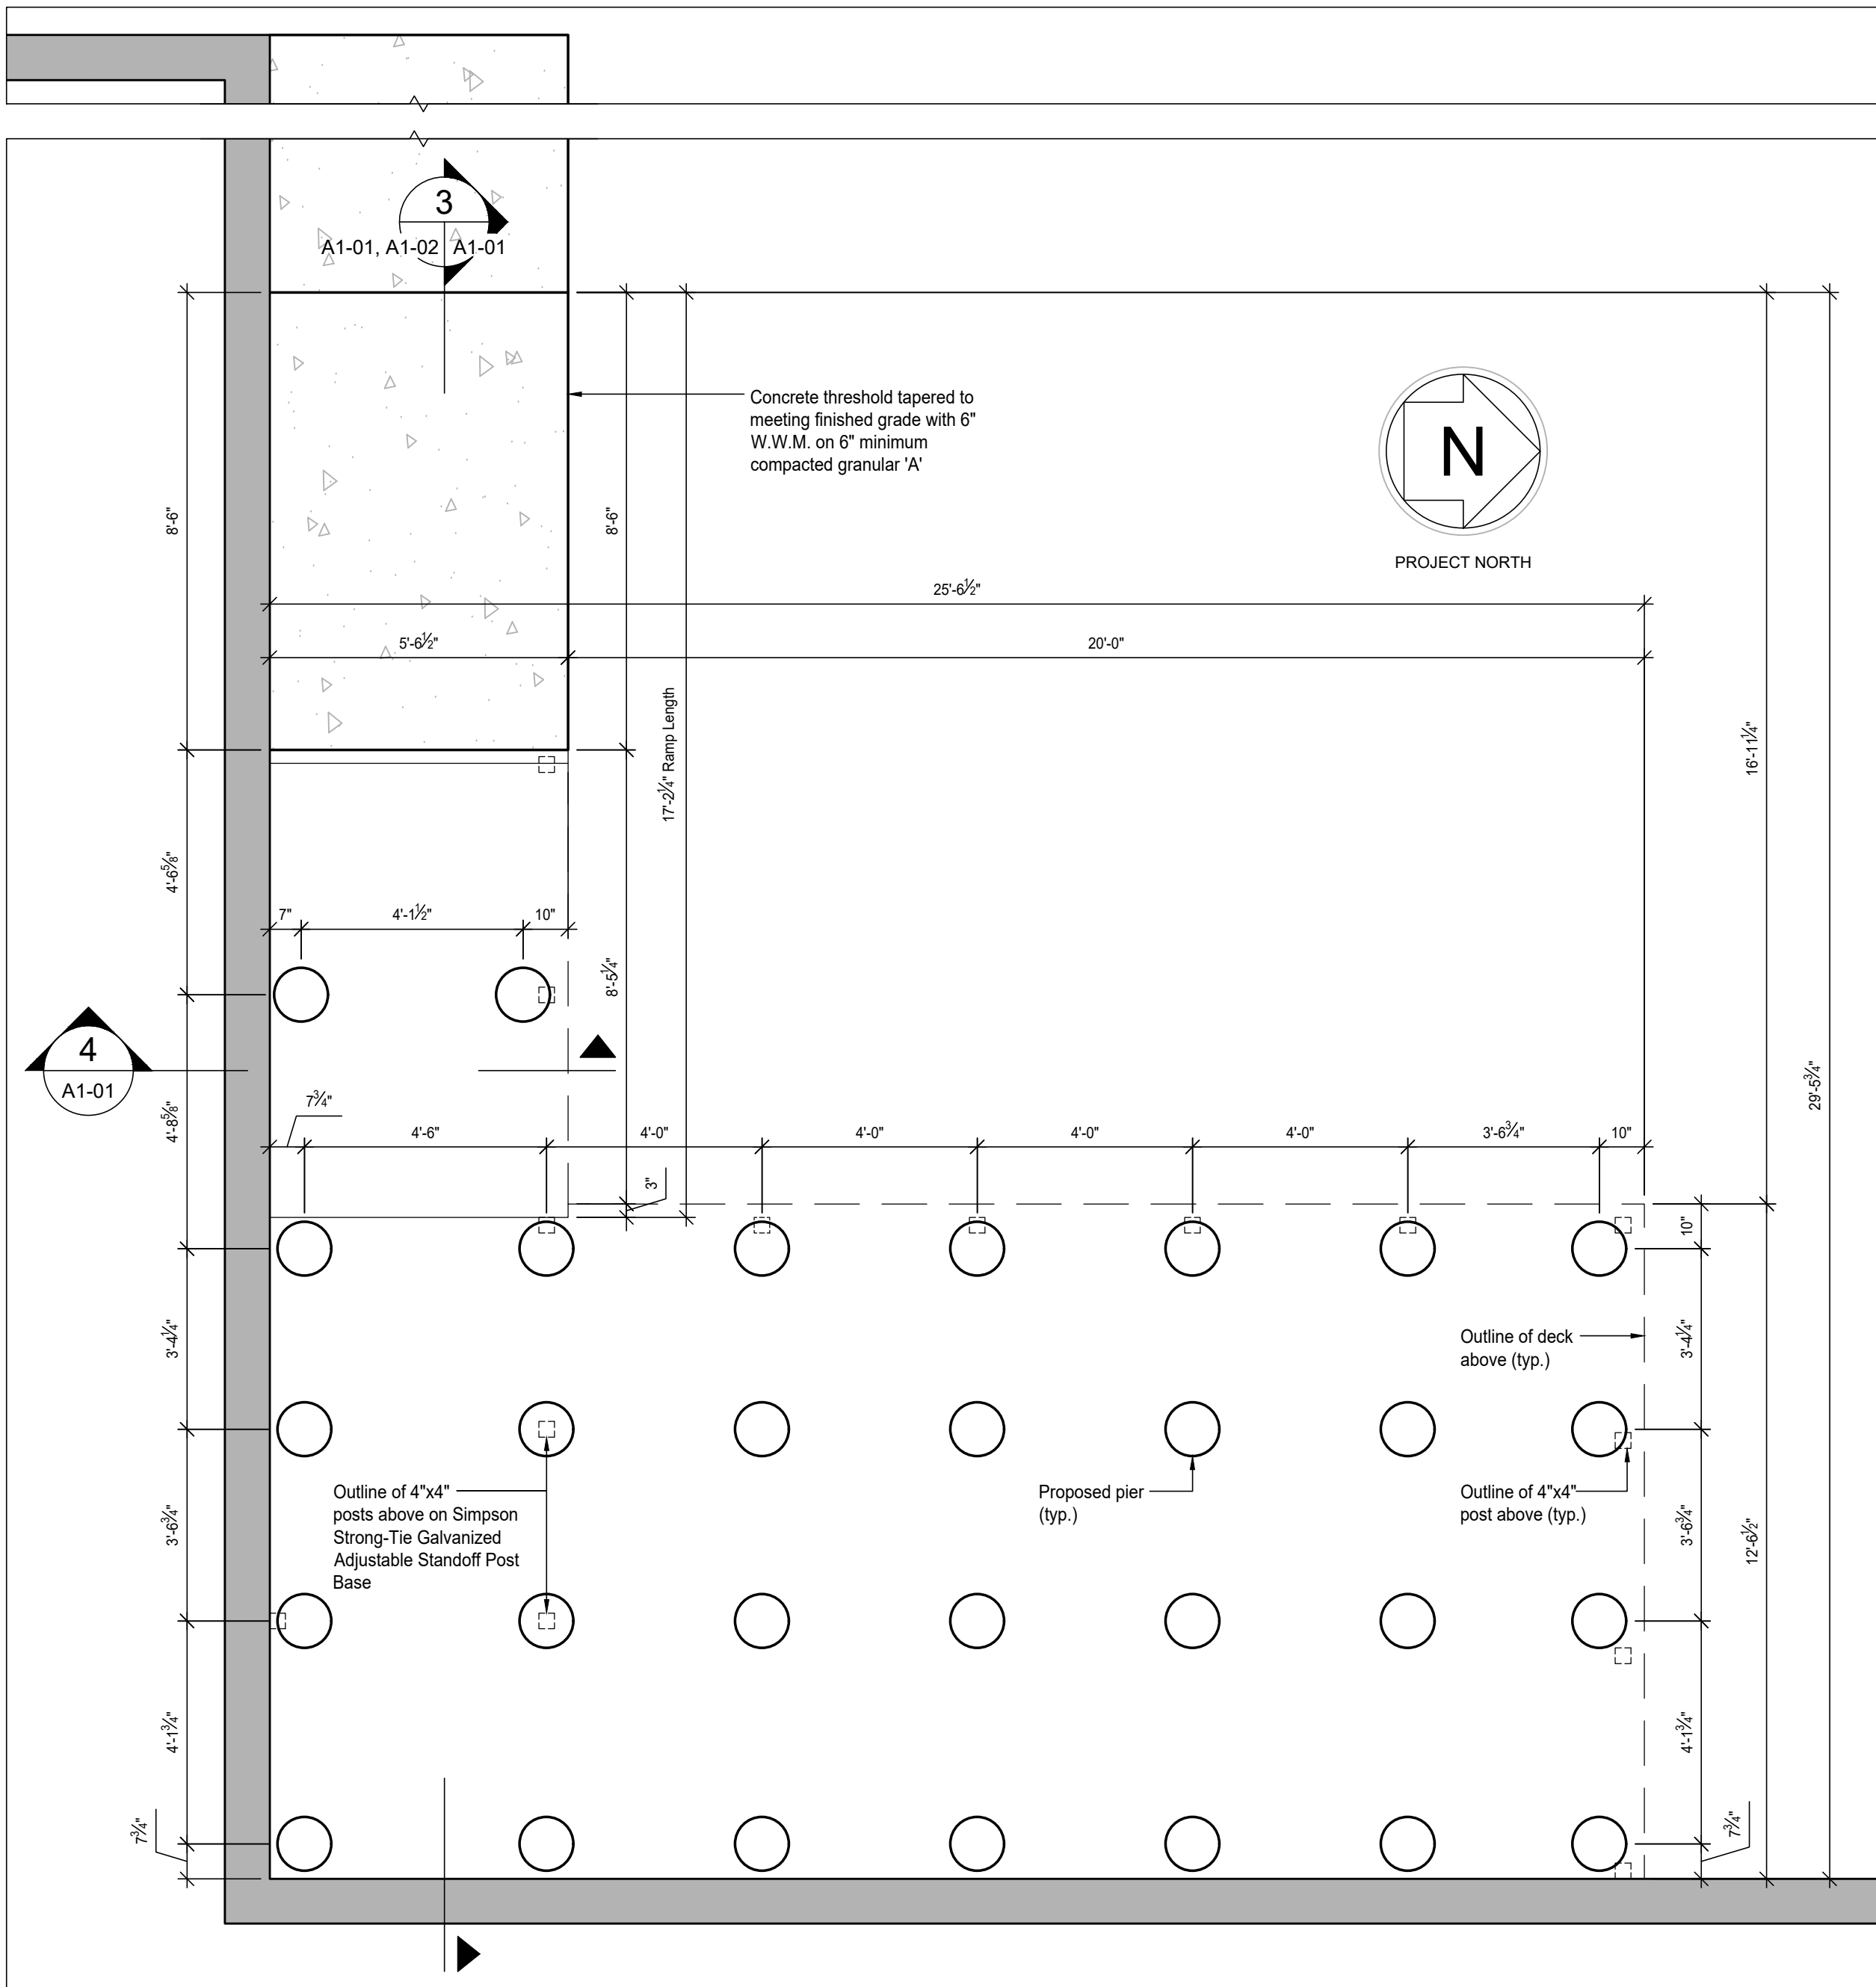 3
A1-01, A1-02 A1-01
Concrete threshold tapered to
meeting finished grade with 6"
W.W.M. on 6" minimum
compacted granular 'A'
N
PROJECT NORTH
8'-6"
8'-6"
25'-6½"
5'-6½"
20'-0"
17'-2¼" Ramp Length
16'-11¼"
4'-6⅝"
7"
4'-1½"
10"
8'-5¼"
4
A1-01
29'-5¾"
4'-8⅝"
7¾"
4'-6"
4'-0"
4'-0"
4'-0"
4'-0"
3'-6¾"
10"
3"
10"
3'-4¼"
Outline of deck
above (typ.)
3'-4¼"
Outline of 4"x4"
posts above on Simpson
Strong-Tie Galvanized
Adjustable Standoff Post
Base
Proposed pier
(typ.)
Outline of 4"x4"
post above (typ.)
3'-6¾"
3'-6¾"
12'-6½"
4'-1¾"
4'-1¾"
7¾"
7¾"